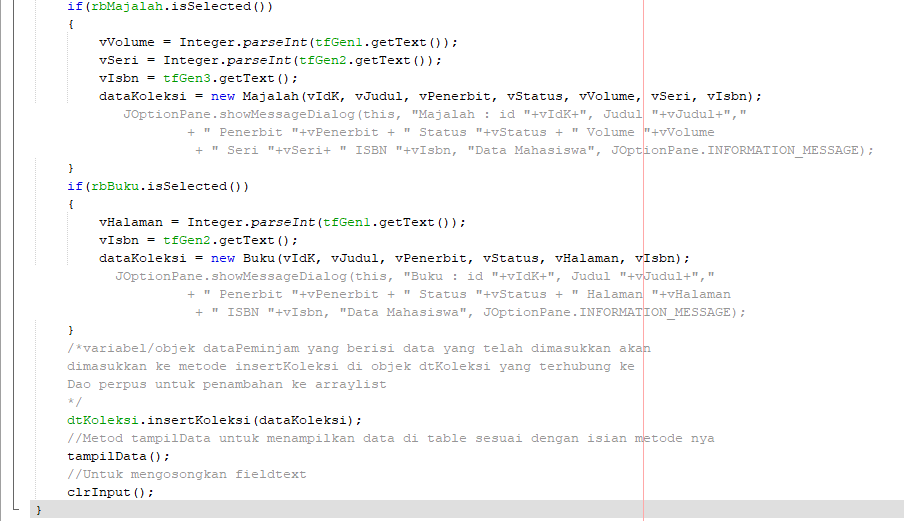 if(rbMajalah.isSelected())
{
vVolume = Integer.parseInt(tfGen1.getText());
vSeri = Integer.parseInt(tfGen2.getText());
vIsbn = tfGen3.getText();
dataKoleksi = new Majalah(vIdK, vJudul, vPenerbit, vStatus, vVolume, vSeri, vIsbn);
JOptionPane.showMessageDialog(this, "Majalah : id "+vIdK+", Judul "+vJudul+","
+ " Penerbit "+vPenerbit + " Status "+vStatus + " Volume "+vVolume
+ " Seri "+vSeri+ " ISBN "+vIsbn, "Data Mahasiswa", JOptionPane.INFORMATION_MESSAGE);
}
if(rbBuku.isSelected())
{
vHalaman = Integer.parseInt(tfGen1.getText());
vIsbn = tfGen2.getText();
dataKoleksi = new Buku(vIdK, vJudul, vPenerbit, vStatus, vHalaman, vIsbn);
JOptionPane.showMessageDialog(this, "Buku : id "+vIdK+", Judul "+vJudul+","
+ " Penerbit "+vPenerbit + " Status "+vStatus + " Halaman "+vHalaman
+ " ISBN "+vIsbn, "Data Mahasiswa", JOptionPane.INFORMATION_MESSAGE);
}
/*variabel/objek dataPeminjam yang berisi data yang telah dimasukkan akan
dimasukkan ke metode insertKoleksi di objek dtKoleksi yang terhubung ke
Dao perpus untuk penambahan ke arraylist
*/
dtKoleksi.insertKoleksi(dataKoleksi);
//Metod tampilData untuk menampilkan data di table sesuai dengan isian metode nya
tampilData();
//Untuk mengosongkan fieldtext
clrInput();
}